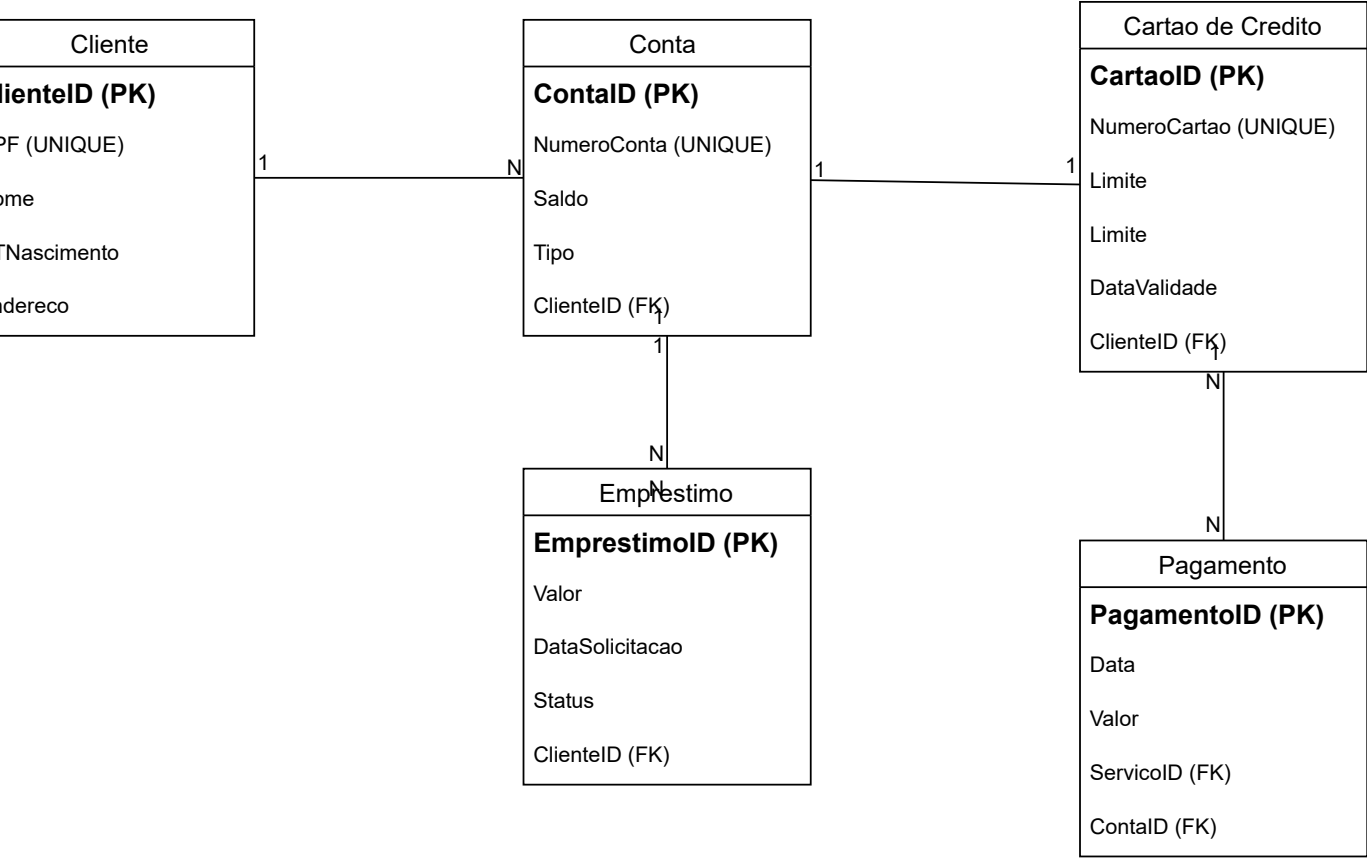 Cliente
lienteID (PK)
PF (UNIQUE)
ome
TNascimento
ndereco
1
N
Conta
ContaID (PK)
NumeroConta (UNIQUE)
Saldo
Tipo
ClienteID (FK)
1
1
N
N
Emprestimo
EmprestimoID (PK)
Valor
DataSolicitacao
Status
ClienteID (FK)
1
1
Cartao de Credito
CartaoID (PK)
NumeroCartao (UNIQUE)
Limite
Limite
DataValidade
ClienteID (FK)
1
N
N
Pagamento
PagamentoID (PK)
Data
Valor
ServicoID (FK)
ContaID (FK)